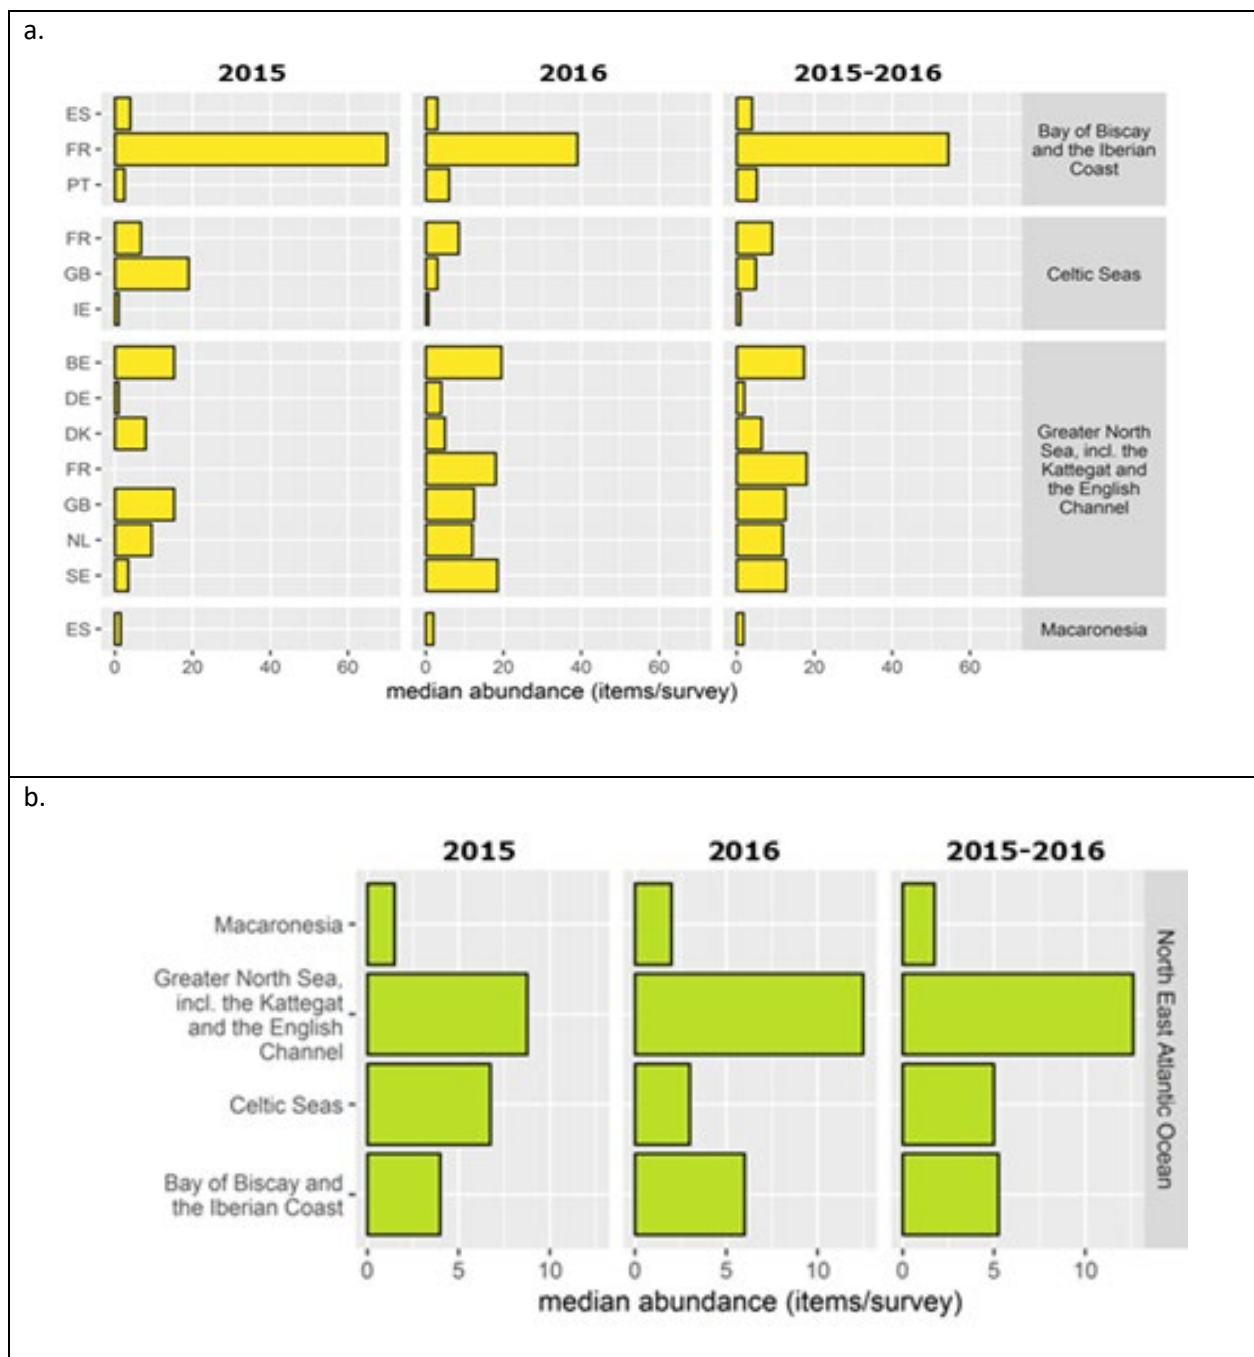 a.
2015 2016 2015-2016
ES
FR
PT
Bay of Biscay
and the Iberian
Coast
FR
GB
IE
Celtic Seas
BE
DE
DK
FR
GB
NL
SE
Greater North
Sea, incl. the
Kattegat and
the English
Channel
ES
Macaronesia
0 20 40 60 0 20 40 60 0 20 40 60
median abundance (items/survey)
b.
2015 2016 2015-2016
Macaronesia
Greater North Sea,
incl. the Kattegat
and the English
Channel
Celtic Seas
Bay of Biscay and
the Iberian Coast
North East Atlantic Ocean
0 5 10 0 5 10 0 5 10
median abundance (items/survey)